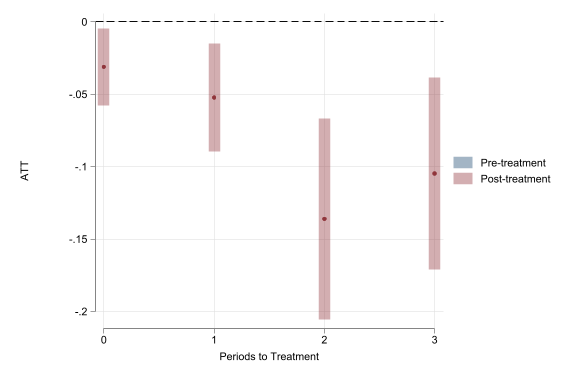 0
-.05
-.1
-.15
-.2
ATT
0 1 2 3
Periods to Treatment
Pre-treatment
Post-treatment